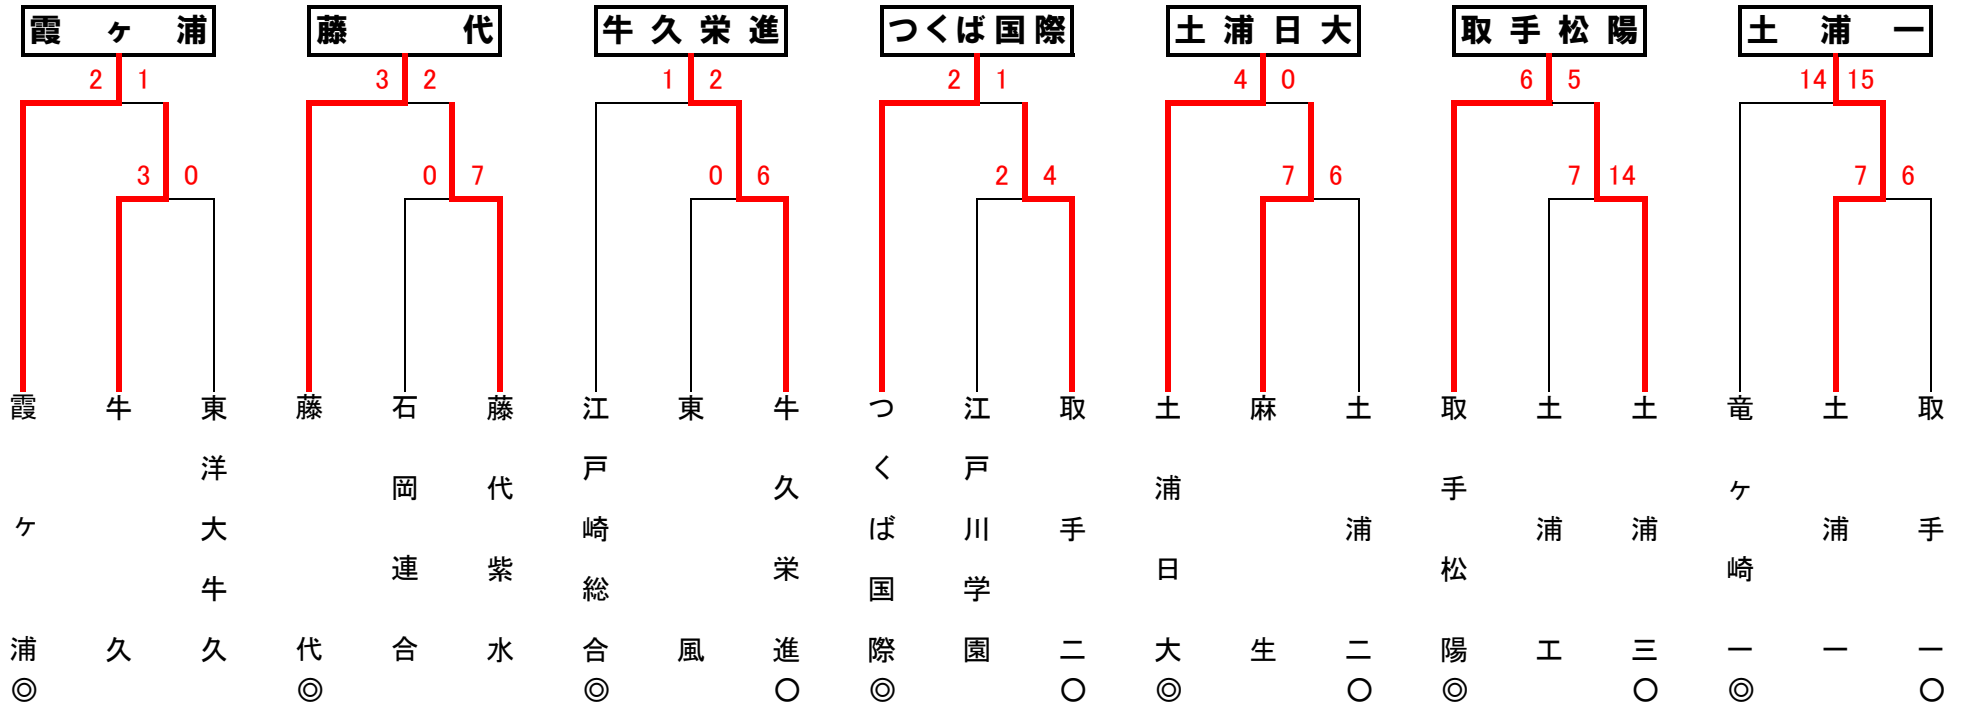 霞ヶ浦 藤代 牛久栄進 つくば国際 土浦日大 取手松陽 土浦一
2 1 3 2 1 2 2 1 4 0 6 5 14 15
3 0 0 7 0 6 2 4 7 6 7 14 7 6
霞ヶ浦
牛久
東洋大牛久
藤代
石岡連合
藤代紫水
江戸崎総合
東風
牛久栄進
つくば国際
江戸川学園
取手二
土浦日大
麻生
土浦二
取手松陽
土浦工
土浦三
竜ヶ崎一
土浦一
取手一
◎ ◎ ◎ ○ ◎ ○ ◎ ○ ◎ ○ ◎ ○